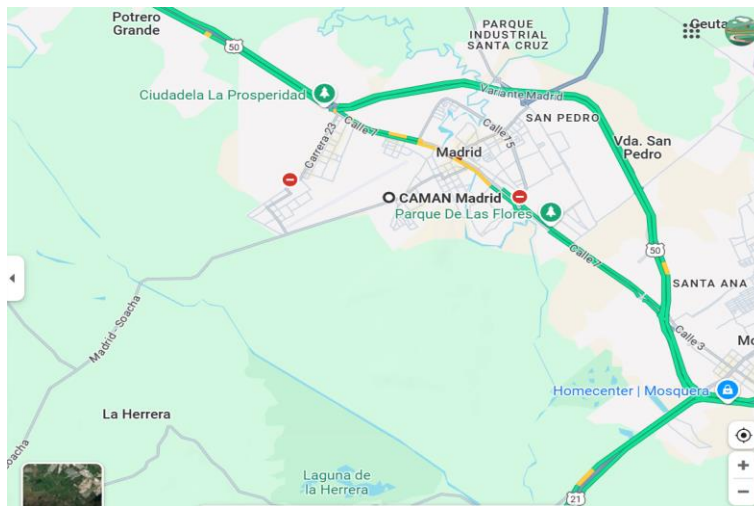 Potrero
Grande
50
PARQUE
INDUSTRIAL
SANTA CRUZ
Geuta
Ciudadela La Prosperidad
Variante Madrid
Calle 7
Carrera 23
Calle 15
SAN PEDRO
Vda. San
Pedro
Madrid
CAMAN Madrid
Parque De Las Flores
Calle 7
50
SANTA ANA
Calle 3
Mo
Madrid-Soacha
Homecenter | Mosquera
La Herrera
Soacha
Laguna de
la Herrera
21